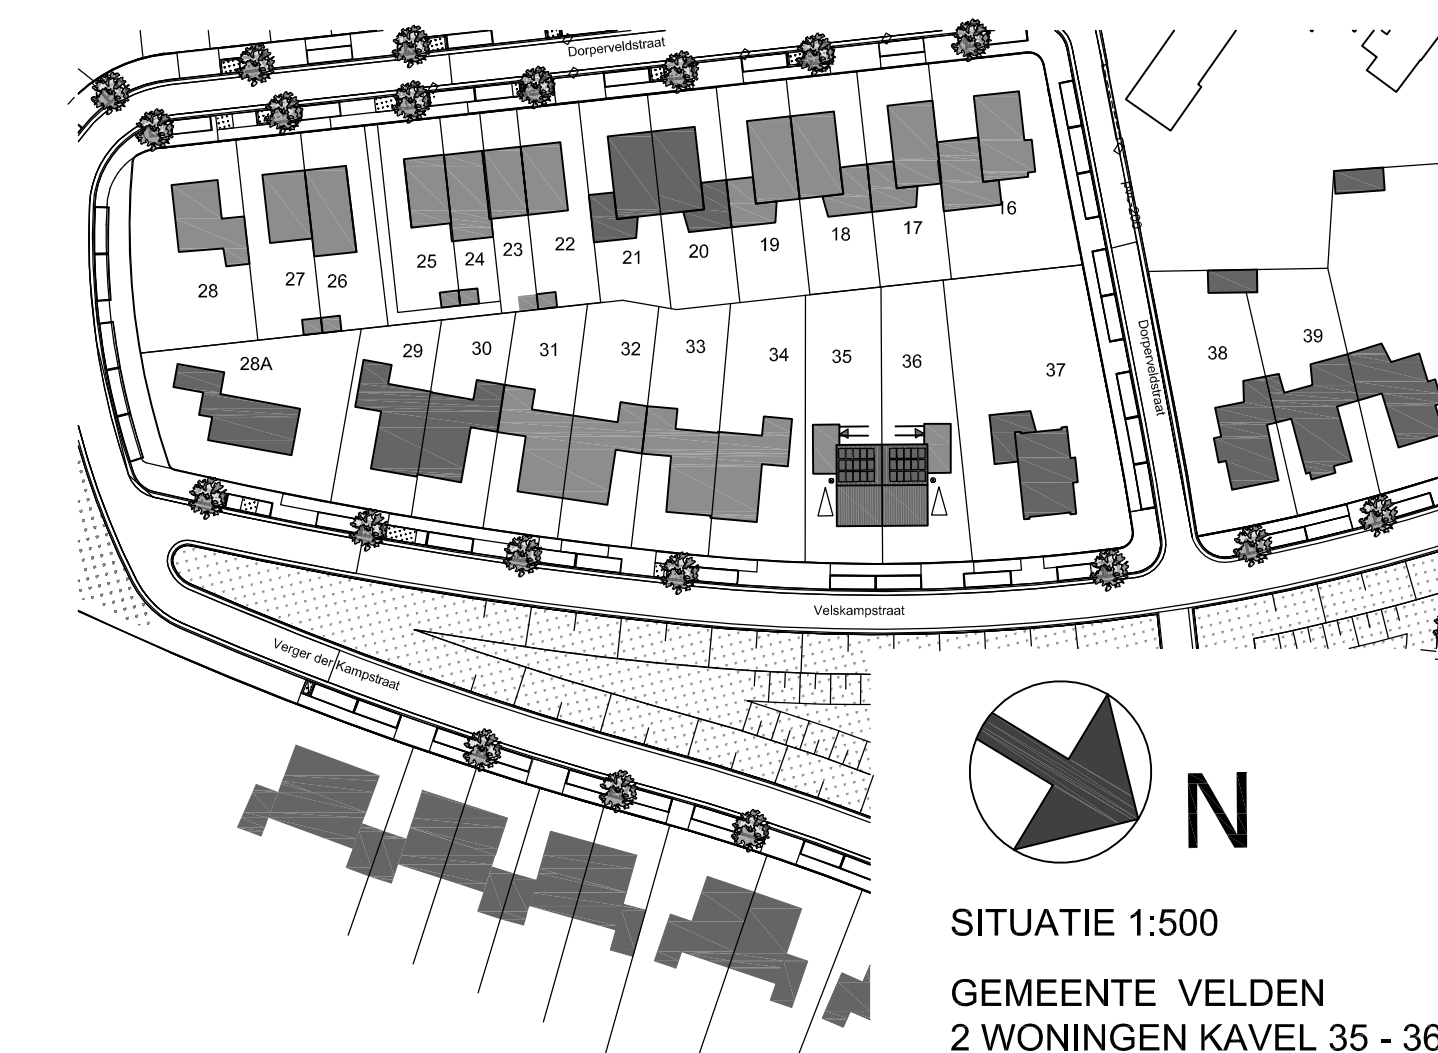 Dorperveldstraat
16
17
18
19
20
21
22
23
24
25
26
27
28
28A
29
30
31
32
33
34
35
36
37
38
39
Dorperveldstraat
Velskampstraat
Verger der Kampstraat
N
SITUATIE 1:500
GEMEENTE VELDEN
2 WONINGEN KAVEL 35 - 36